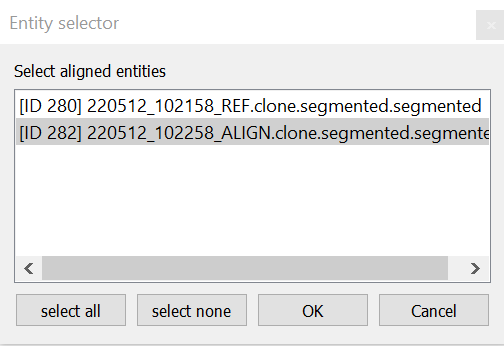 Entity selector
Select aligned entities
[ID 280] 220512_102158_REF.clone.segmented.segmented
[ID 282] 220512_102258_ALIGN.clone.segmented.segmente
select all select none OK Cancel